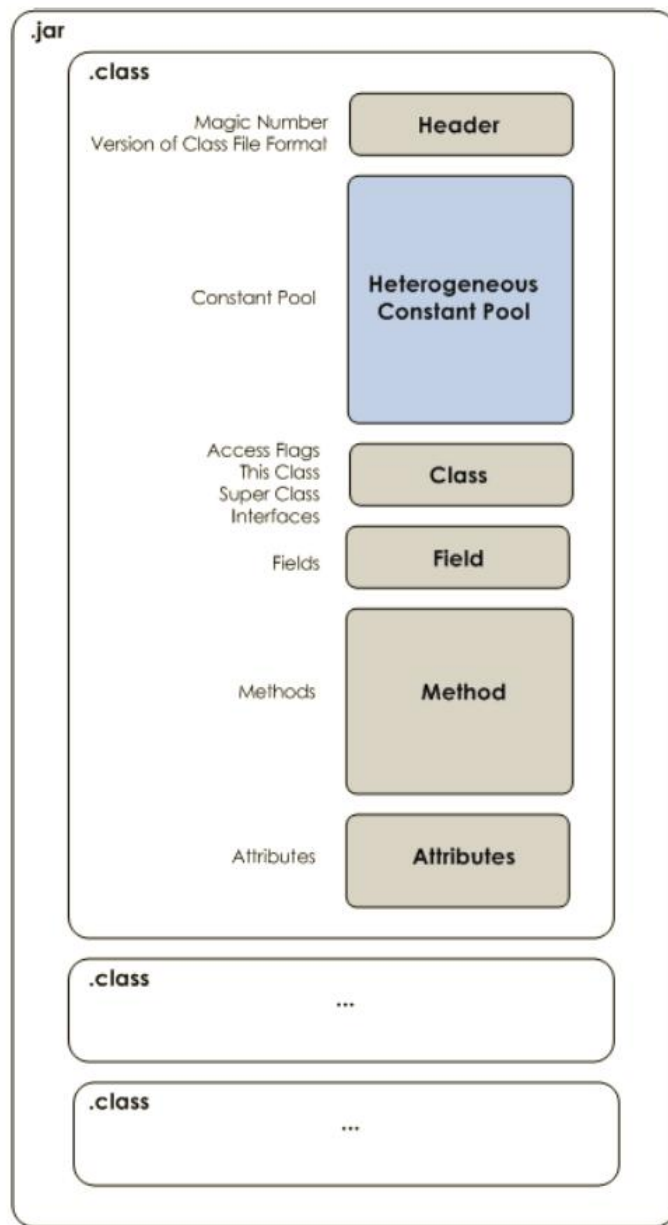 .jar
.class
Magic Number
Version of Class File Format
Header
Constant Pool
Heterogeneous
Constant Pool
Access Flags
This Class
Super Class
Interfaces
Class
Fields
Field
Methods
Method
Attributes
Attributes
.class
...
.class
...